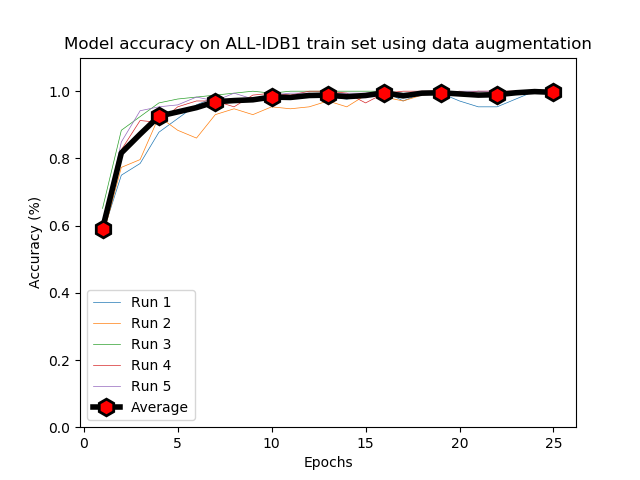 Model accuracy on ALL-IDB1 train set using data augmentation
1.0
0.8
0.6
0.4
0.2
0.0
Accuracy (%)
Run 1
Run 2
Run 3
Run 4
Run 5
Average
0 5 10 15 20 25
Epochs